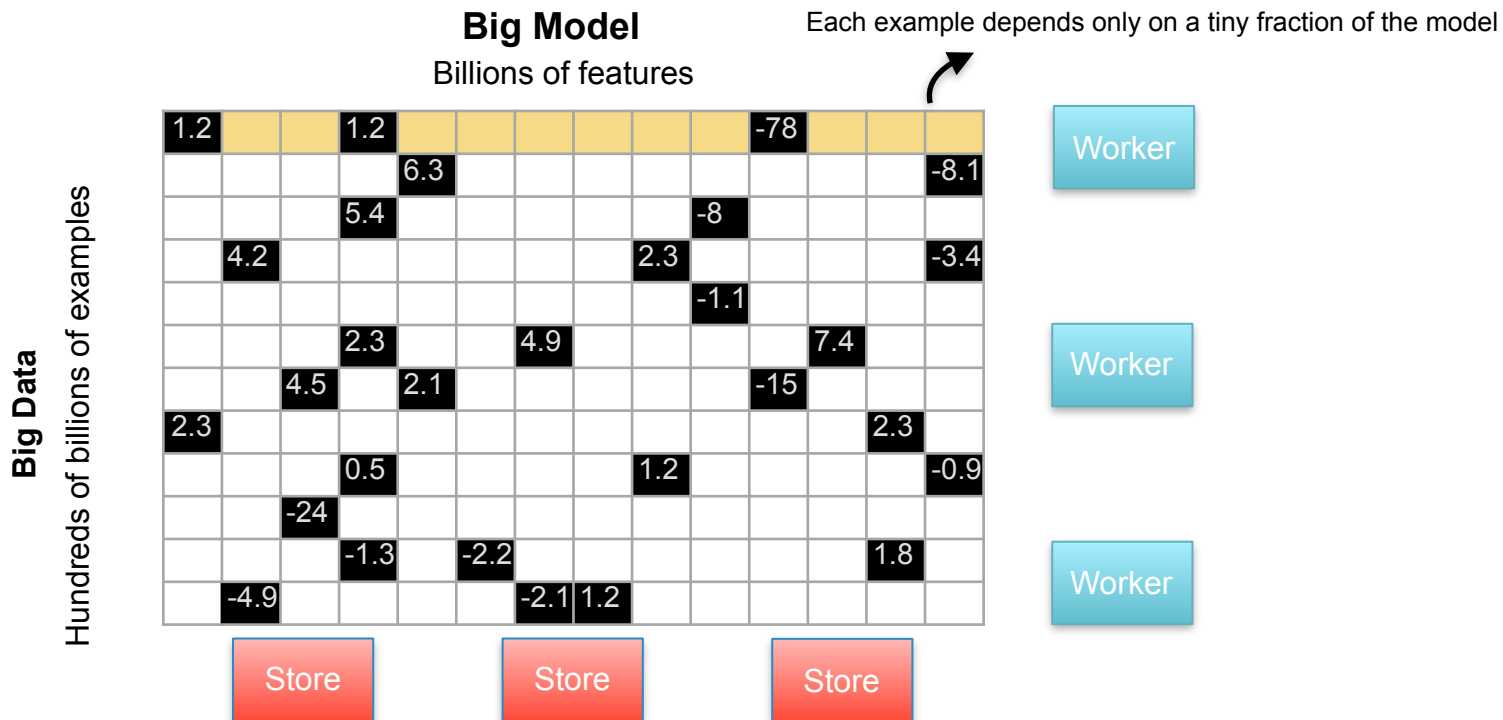 Big Model
Each example depends only on a tiny fraction of the model
Billions of features
Big Data
Hundreds of billions of examples
1.2 1.2 -78
6.3 -8.1
5.4 -8
4.2 2.3 -3.4
-1.1
2.3 4.9 7.4
4.5 2.1 -15
2.3 2.3
0.5 1.2 -0.9
-24
-1.3 -2.2 1.8
-4.9 -2.1 1.2
Worker
Worker
Worker
Store Store Store